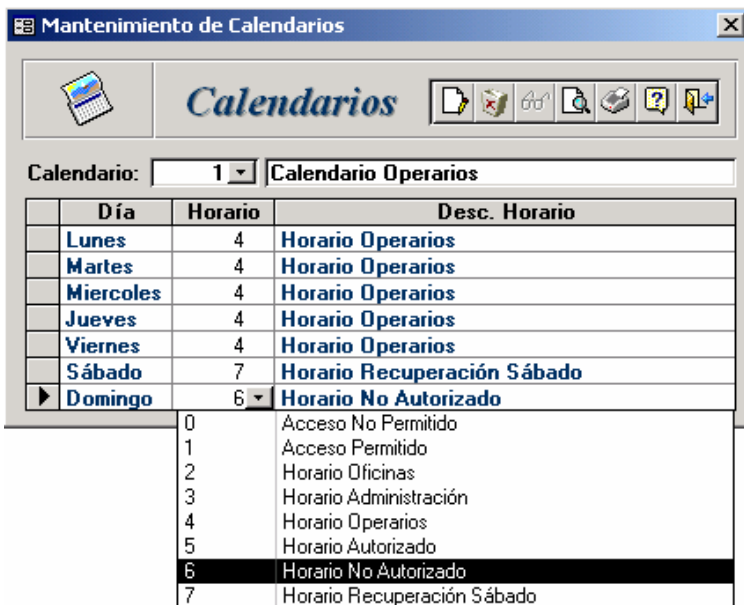 Mantenimiento de Calendarios
Calendarios
Calendario: 1 Calendario Operarios
Día Horario Desc. Horario
Lunes 4 Horario Operarios
Martes 4 Horario Operarios
Miercoles 4 Horario Operarios
Jueves 4 Horario Operarios
Viernes 4 Horario Operarios
Sábado 7 Horario Recuperación Sábado
Domingo 6 Horario No Autorizado
0 Acceso No Permitido
1 Acceso Permitido
2 Horario Oficinas
3 Horario Administración
4 Horario Operarios
5 Horario Autorizado
6 Horario No Autorizado
7 Horario Recuperación Sábado